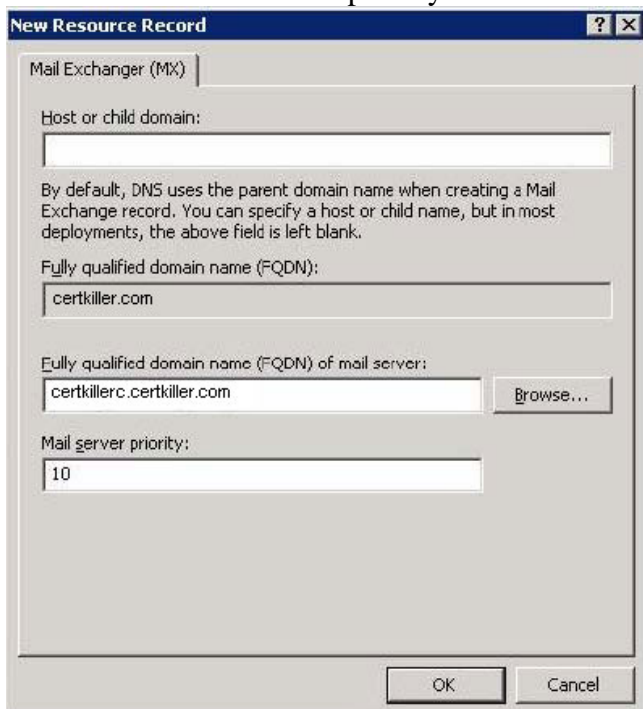 New Resource Record
Mail Exchanger (MX)
Host or child domain:
By default, DNS uses the parent domain name when creating a Mail
Exchange record. You can specify a host or child name, but in most
deployments, the above field is left blank.
Fully qualified domain name (FQDN):
certkiller.com
Fully qualified domain name (FQDN) of mail server:
certkillerc.certkiller.com
Browse...
Mail server priority:
10
OK
Cancel